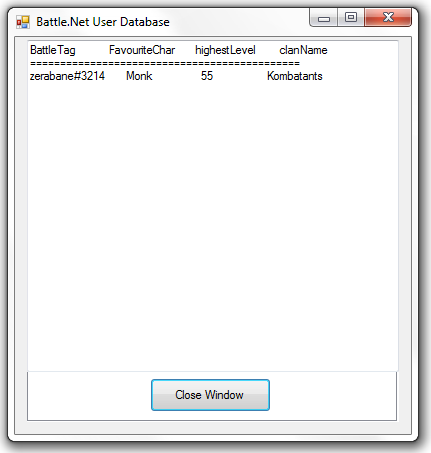 Battle.Net User Database
BattleTag FavouriteChar highestLevel clanName
=============================================
zerabane#3214 Monk 55 Kombatants
Close Window